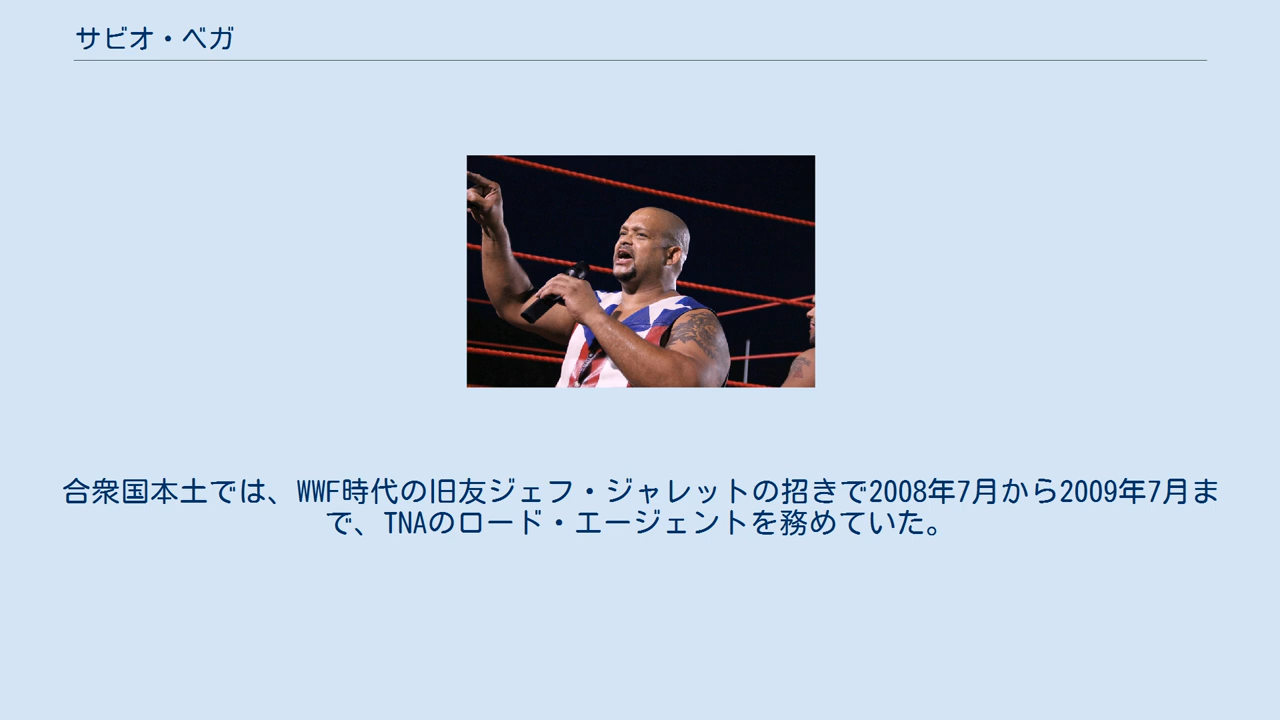 サビオ・ベガ
合衆国本土では、WWF時代の旧友ジェフ・ジャレットの招きで2008年7月から2009年7月ま
で、TNAのロード・エージェントを務めていた。